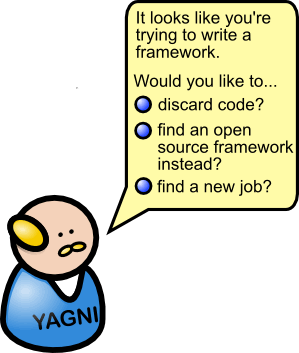 It looks like you're
trying to write a
framework.
Would you like to...
discard code?
find an open
source framework
instead?
find a new job?
YAGNI